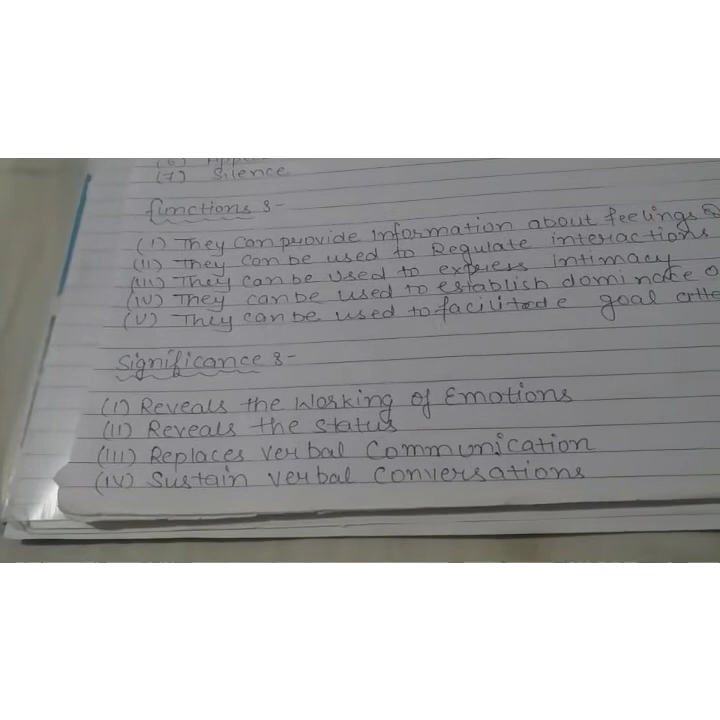 (7) Silence
functions :-
(i) They can provide information about feelings
(ii) They can be used to Regulate interactions
(iii) They can be used to express intimacy
(iv) They can be used to establish dominace
(v) They can be used to facilitade goal
Significance :-
(i) Reveals the Working of Emotions
(ii) Reveals the status
(iii) Replaces verbal Communication
(iv) Sustain verbal conversations